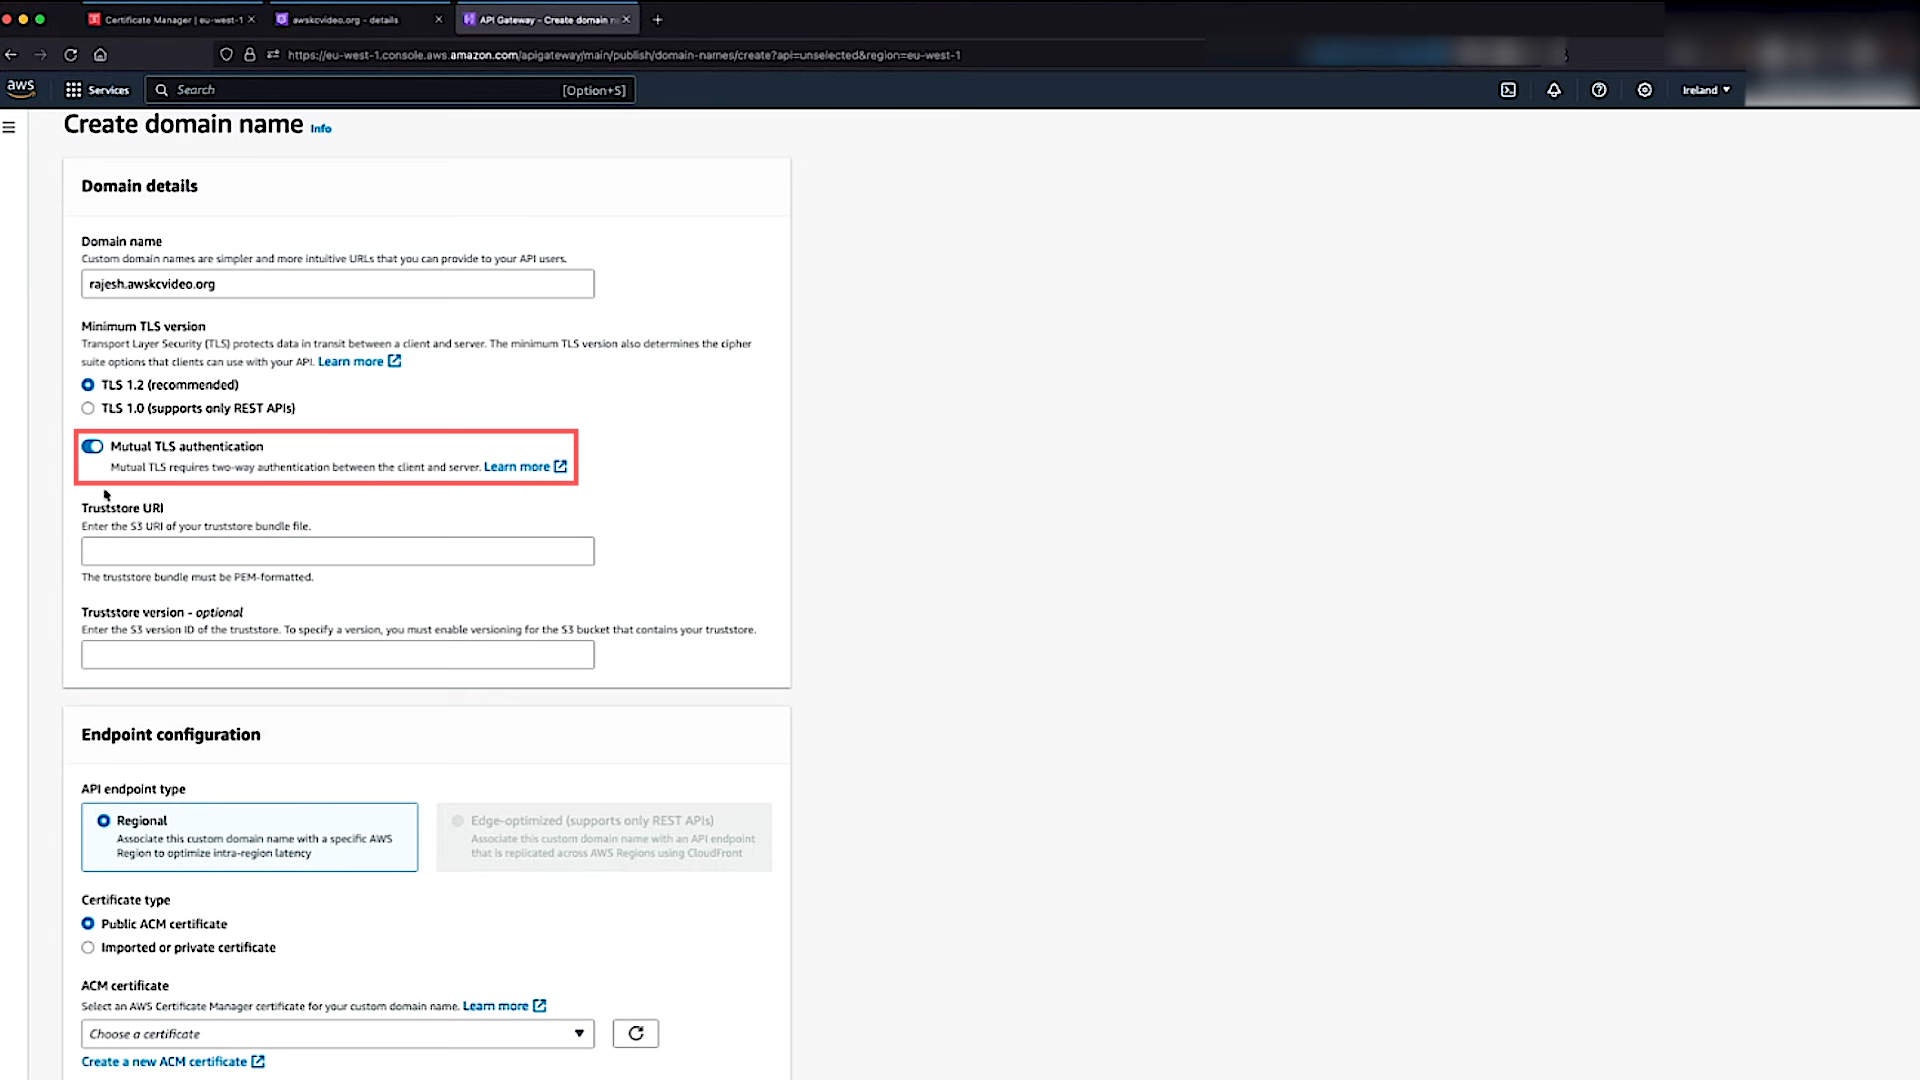 Certificate Manager | eu-west-1
awskcvideo.org - details
API Gateway - Create domain n
https://eu-west-1.console.aws.amazon.com/apigateway/main/publish/domain-names/create?api=unselected&region=eu-west-1
aws
Services
Search
[Option+S]
Ireland
Create domain name Info
Domain details
Domain name
Custom domain names are simpler and more intuitive URLs that you can provide to your API users.
rajesh.awskcvideo.org
Minimum TLS version
Transport Layer Security (TLS) protects data in transit between a client and server. The minimum TLS version also determines the cipher
suite options that clients can use with your API. Learn more
TLS 1.2 (recommended)
TLS 1.0 (supports only REST APIs)
Mutual TLS authentication
Mutual TLS requires two-way authentication between the client and server. Learn more
Truststore URI
Enter the S3 URI of your truststore bundle file.
The truststore bundle must be PEM-formatted.
Truststore version - optional
Enter the S3 version ID of the truststore. To specify a version, you must enable versioning for the S3 bucket that contains your truststore.
Endpoint configuration
API endpoint type
Regional
Associate this custom domain name with a specific AWS
Region to optimize intra-region latency
Edge-optimized (supports only REST APIs)
Associate this custom domain name with an API endpoint
that is replicated across AWS Regions using CloudFront
Certificate type
Public ACM certificate
Imported or private certificate
ACM certificate
Select an AWS Certificate Manager certificate for your custom domain name. Learn more
Choose a certificate
Create a new ACM certificate